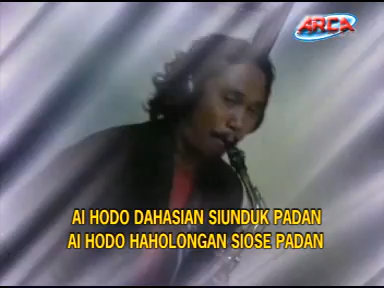 ARCA
AI HODO DAHASIAN SIUNDUK PADAN
AI HODO HAHOLONGAN SIOSE PADAN